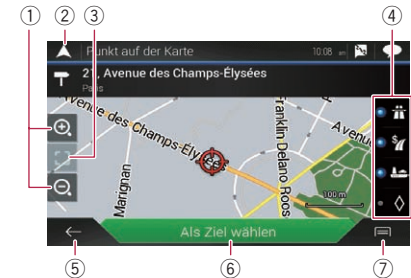 ① ② ③ ④
Punkt auf der Karte 10:08
21, Avenue des Champs-Élysées
Paris
Avenue des Champs-Élysées
Marignan
Franklin Delano Roos
Avenu
100 m
Als Ziel wählen
⑤ ⑥ ⑦